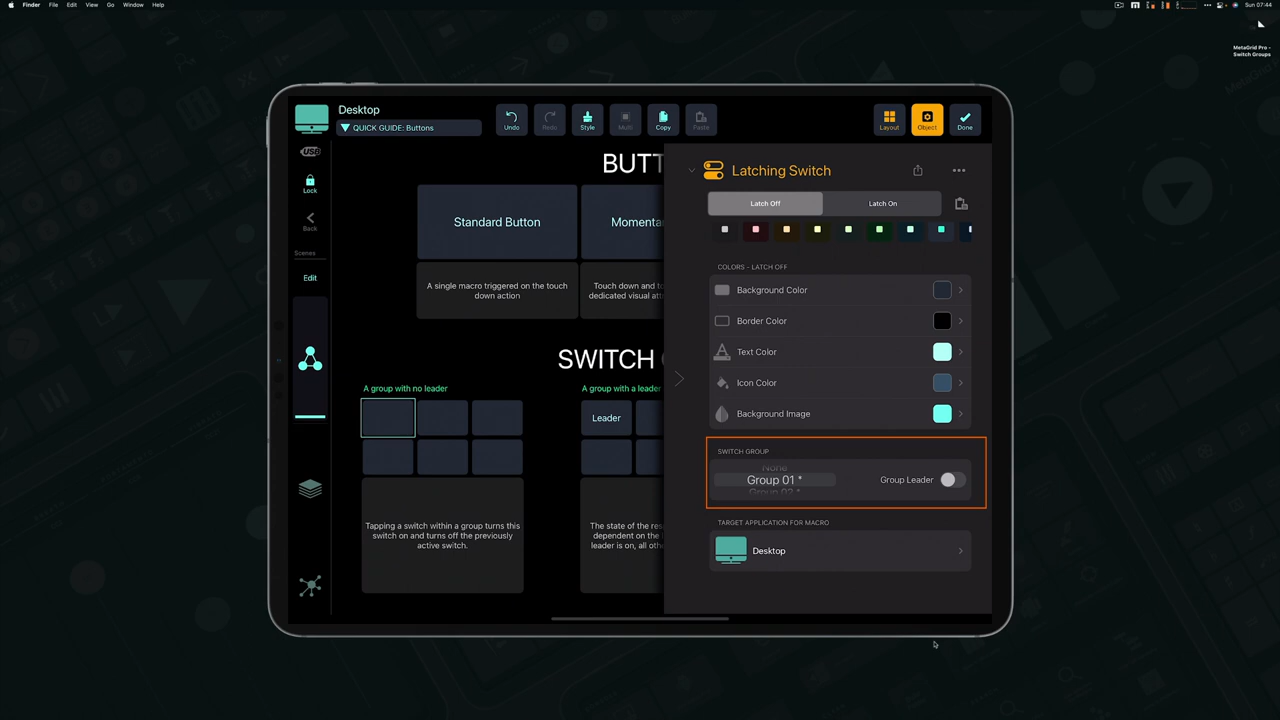 Finder File Edit View Go Window Help
Sun 07:44
MetaGrid Pro -
Switch Groups
Desktop
QUICK GUIDE: Buttons
Undo
Redo
Style
Multi
Copy
Paste
Layout
Object
Done
USB
Lock
Back
Scenes
Edit
BUTT
Standard Button
Momenta
A single macro triggered on the touch
down action
Touch down and to
dedicated visual att
SWITCH
A group with no leader
A group with a leader
Leader
Tapping a switch within a group turns this
switch on and turns off the previously
active switch.
The state of the res
dependent on the
leader is on, all oth
Latching Switch
Latch Off
Latch On
COLORS - LATCH OFF
Background Color
Border Color
Text Color
Icon Color
Background Image
SWITCH GROUP
None
Group 01 *
Group 02 *
Group Leader
TARGET APPLICATION FOR MACRO
Desktop